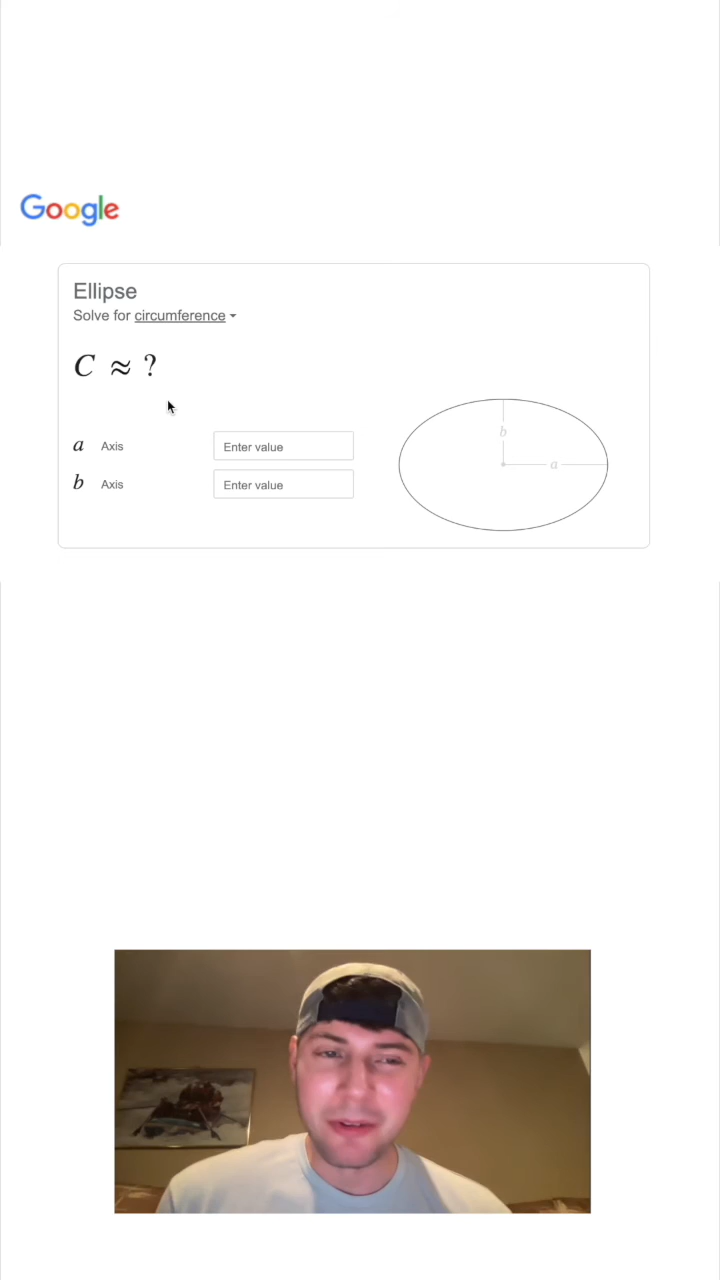 Google
Ellipse
Solve for circumference
C ≈ ?
a Axis Enter value
b Axis Enter value
b
a